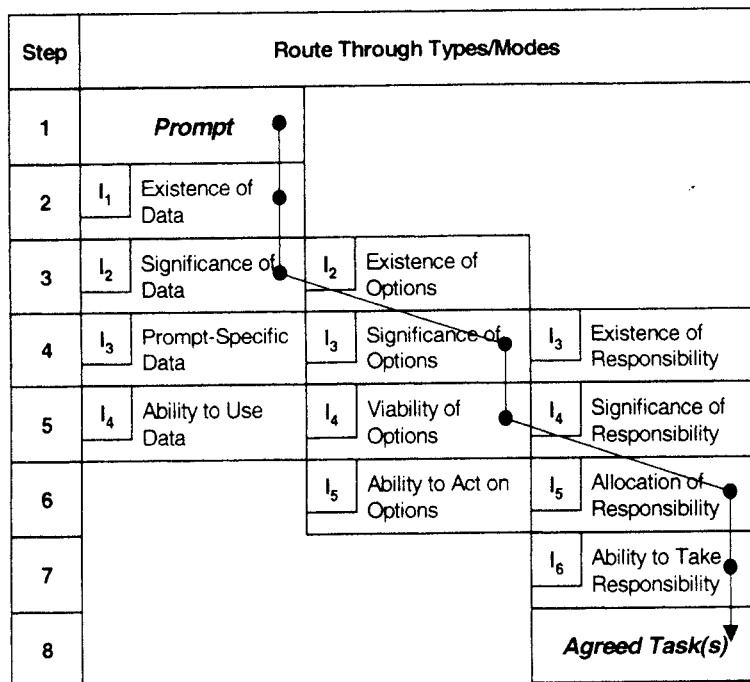 Step Route Through Types/Modes
1 Prompt
2 I₁ Existence of
Data
3 I₂ Significance of
Data
I₂ Existence of
Options
4 I₃ Prompt-Specific
Data
I₃ Significance of
Options
I₃ Existence of
Responsibility
5 I₄ Ability to Use
Data
I₄ Viability of
Options
I₄ Significance of
Responsibility
6 I₅ Ability to Act on
Options
I₅ Allocation of
Responsibility
7 I₆ Ability to Take
Responsibility
8 Agreed Task(s)